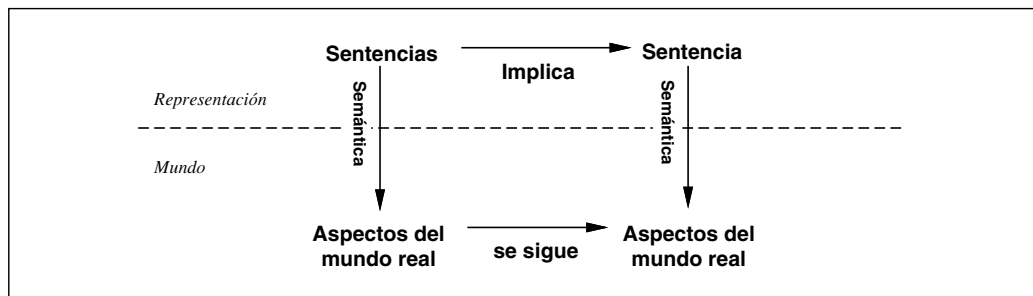 Sentencias
Sentencia
Implica
Semántica
Semántica
Representación
Mundo
Aspectos del
mundo real
se sigue
Aspectos del
mundo real